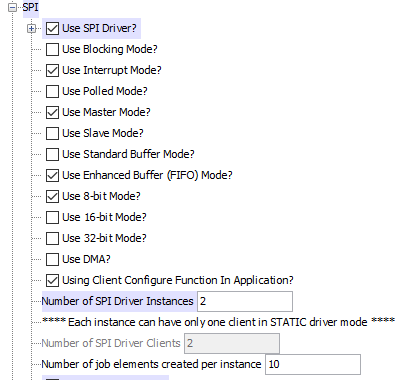 SPI
Use SPI Driver?
Use Blocking Mode?
Use Interrupt Mode?
Use Polled Mode?
Use Master Mode?
Use Slave Mode?
Use Standard Buffer Mode?
Use Enhanced Buffer (FIFO) Mode?
Use 8-bit Mode?
Use 16-bit Mode?
Use 32-bit Mode?
Use DMA?
Using Client Configure Function In Application?
Number of SPI Driver Instances 2
**** Each instance can have only one client in STATIC driver mode ****
Number of SPI Driver Clients 2
Number of job elements created per instance 10